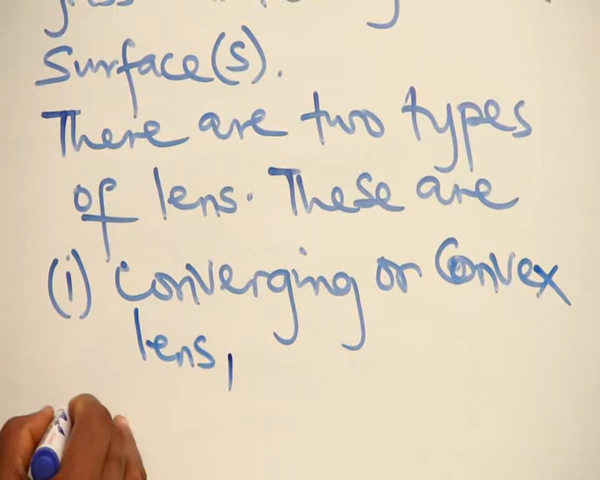 Surface(s).
There are two types
of lens. These are
(i) converging or Convex
lens,